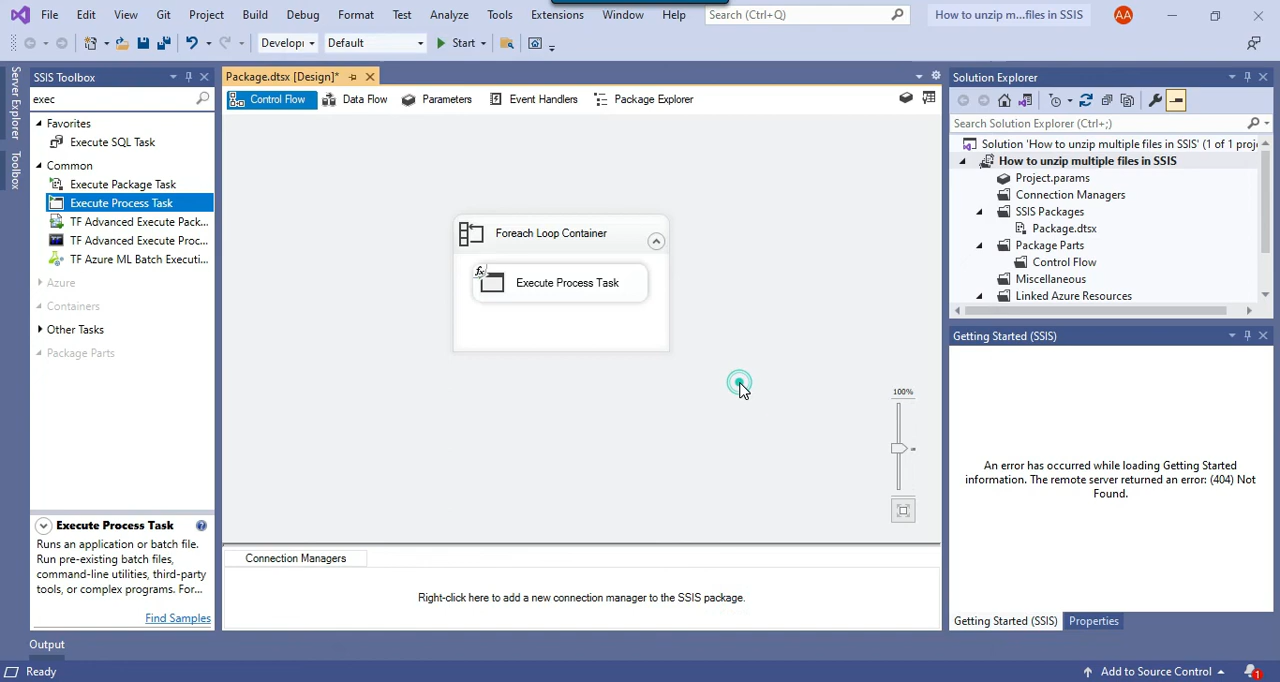 File Edit View Git Project Build Debug Format Test Analyze Tools Extensions Window Help Search (Ctrl+Q) How to unzip m...files in SSIS AA
Developı Default Start
Server Explorer
Toolbox
SSIS Toolbox
exec
Favorites
Execute SQL Task
Common
Execute Package Task
Execute Process Task
TF Advanced Execute Pack...
TF Advanced Execute Proc...
TF Azure ML Batch Executi...
Azure
Containers
Other Tasks
Package Parts
Execute Process Task
Runs an application or batch file.
Run pre-existing batch files,
command-line utilities, third-party
tools, or complex programs. For...
Find Samples
Package.dtsx [Design]*
Control Flow Data Flow Parameters Event Handlers Package Explorer
Foreach Loop Container
fx
Execute Process Task
100%
Connection Managers
Right-click here to add a new connection manager to the SSIS package.
Solution Explorer
Search Solution Explorer (Ctrl+;)
Solution 'How to unzip multiple files in SSIS' (1 of 1 proje
How to unzip multiple files in SSIS
Project.params
Connection Managers
SSIS Packages
Package.dtsx
Package Parts
Control Flow
Miscellaneous
Linked Azure Resources
Getting Started (SSIS)
An error has occurred while loading Getting Started
information. The remote server returned an error: (404) Not
Found.
Getting Started (SSIS) Properties
Output
Ready Add to Source Control 1